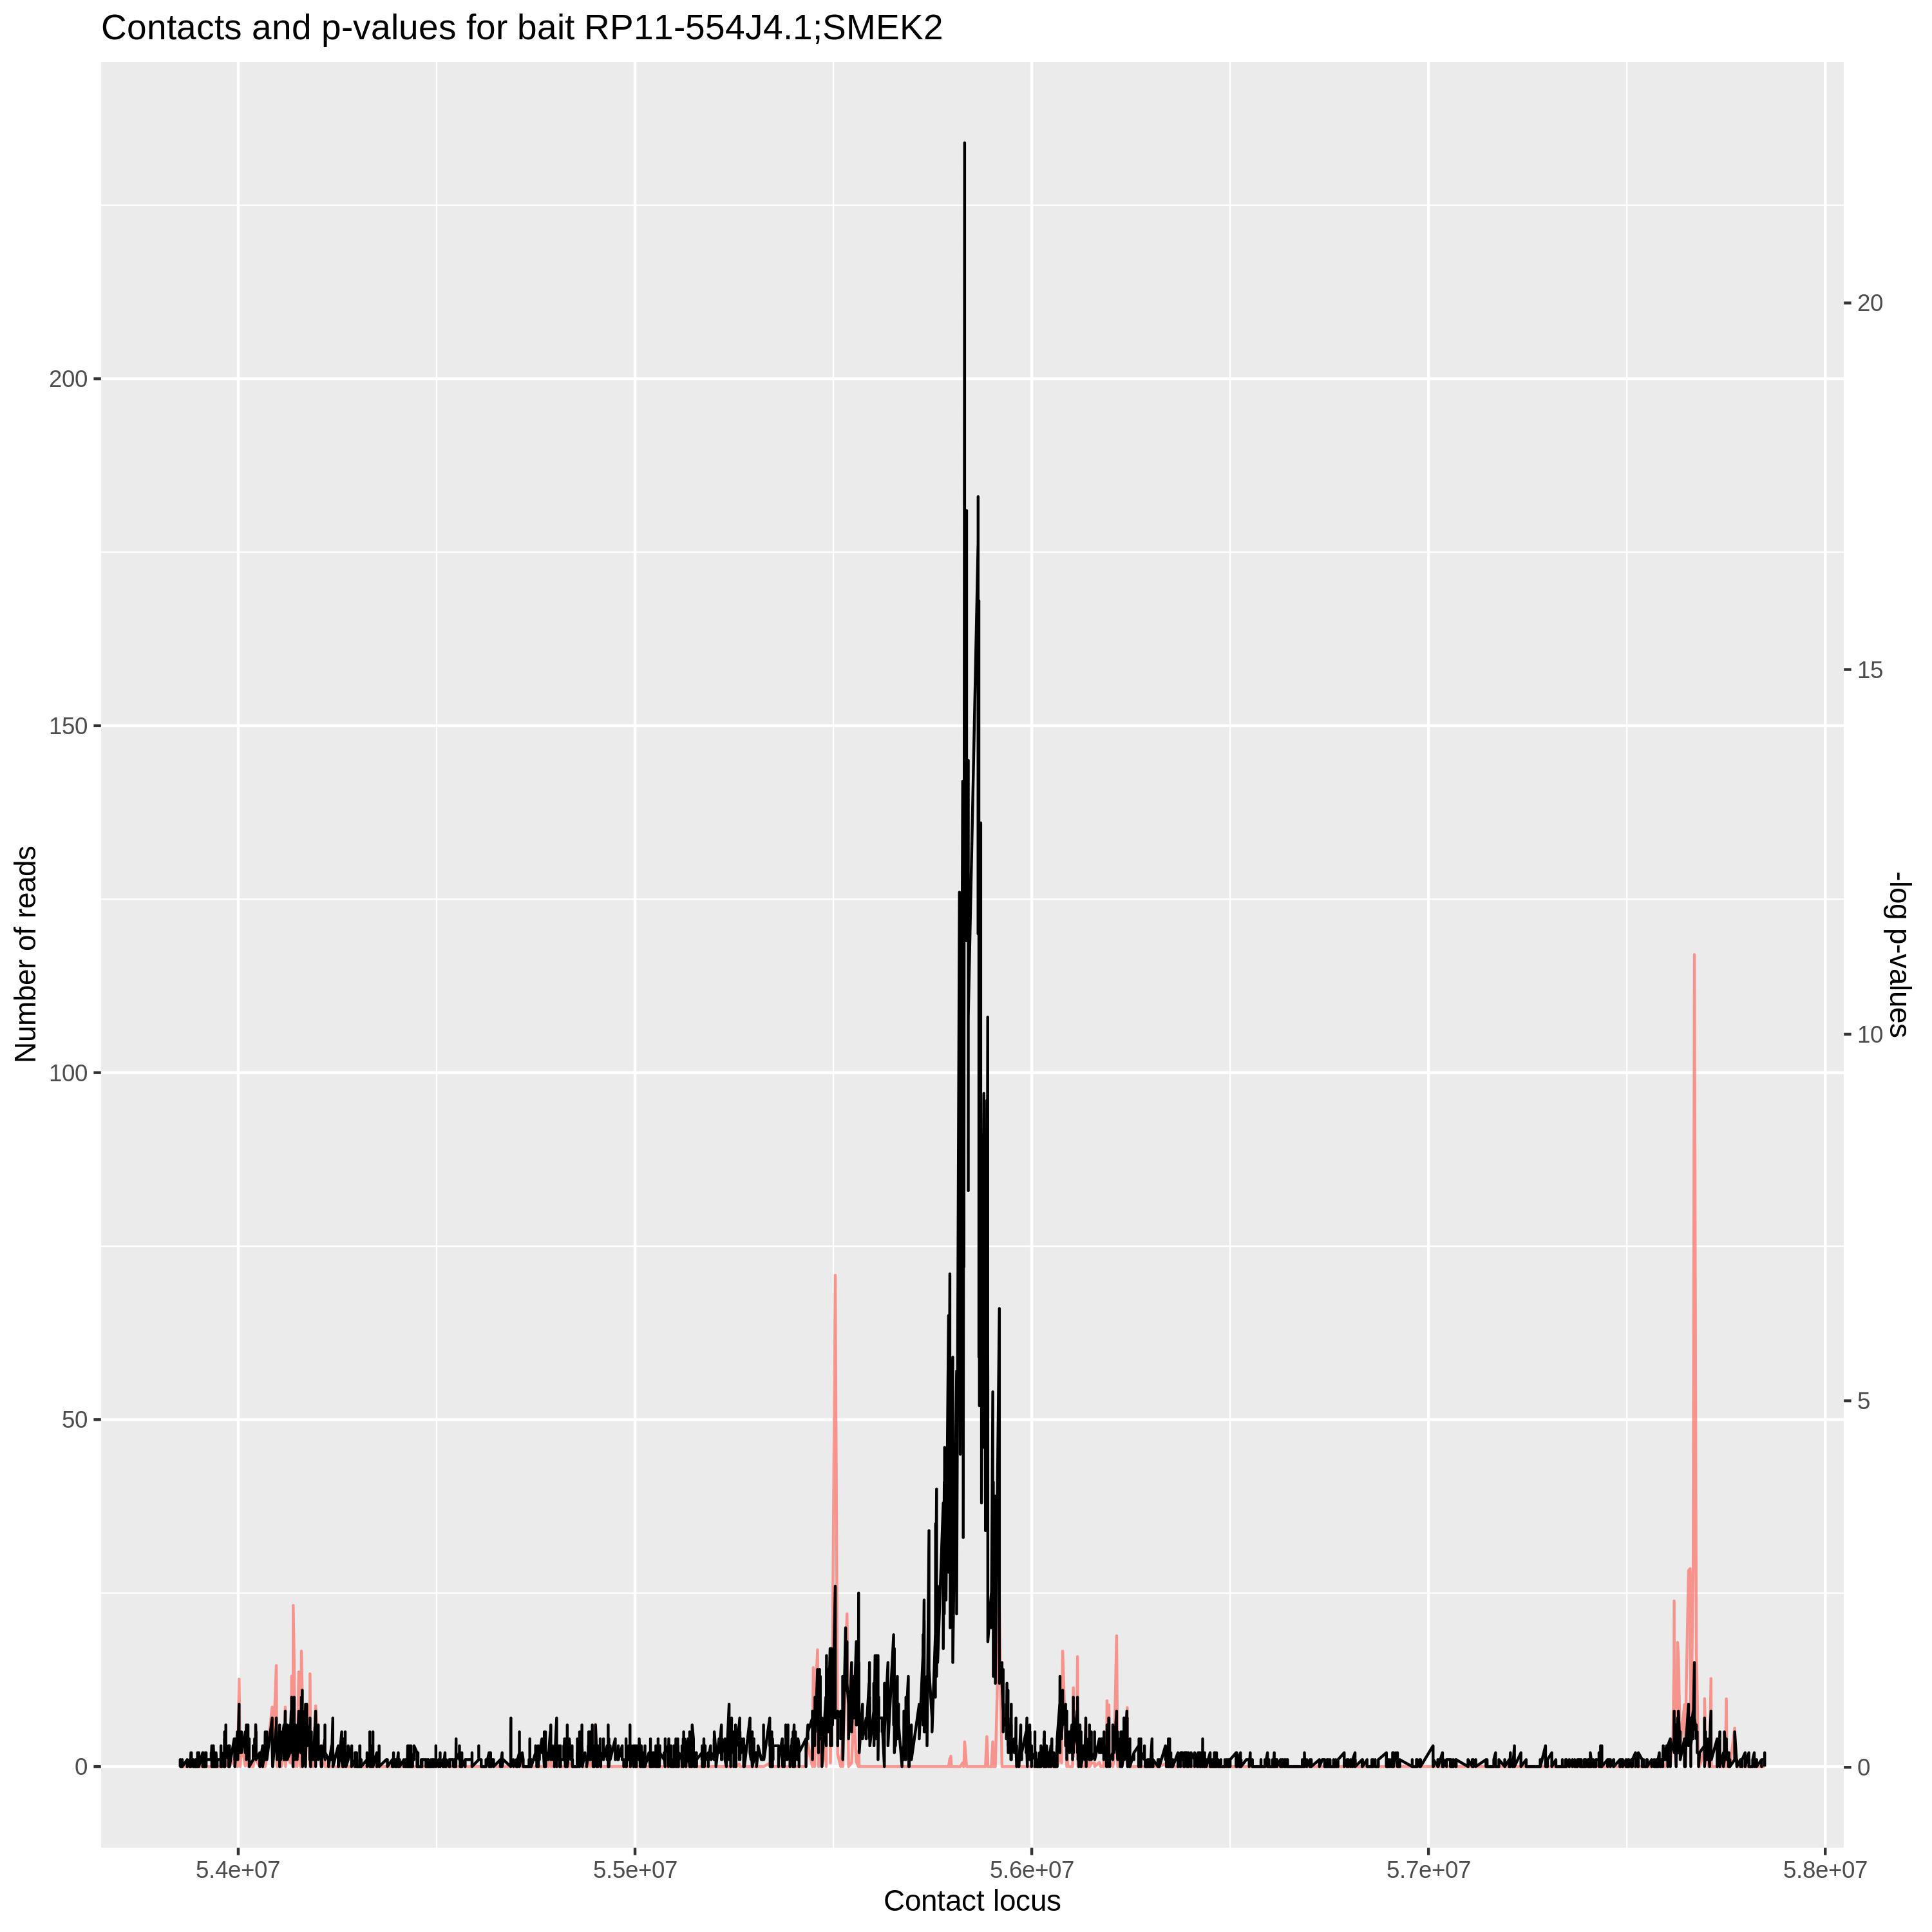 Contacts and p-values for bait RP11-554J4.1;SMEK2
Number of reads
200
150
100
50
0
20
15
10
5
0
-log p-values
5.4e+07 5.5e+07 5.6e+07 5.7e+07 5.8e+07
Contact locus